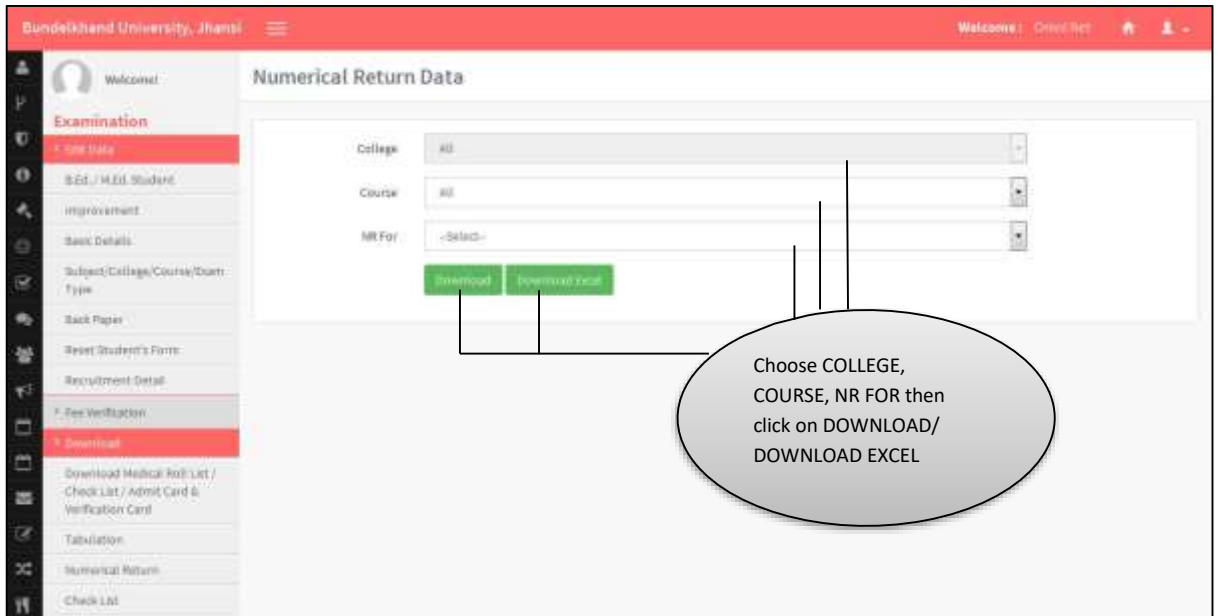 Bundelkhand University, Jhansi
Welcome : Omni Net
Welcome!
Numerical Return Data
Examination
Edit Data
B.Ed. / M.Ed. Student
Improvement
Basic Details
Subject/College/Course/Exam
Type
Back Paper
Reset Student's Form
Recruitment Detail
Fee Verification
Download
Download Medical Roll List /
Check List / Admit Card &
Verification Card
Tabulation
Numerical Return
Check List
College All
Course All
NR For --Select--
Download Download Excel
Choose COLLEGE,
COURSE, NR FOR then
click on DOWNLOAD/
DOWNLOAD EXCEL